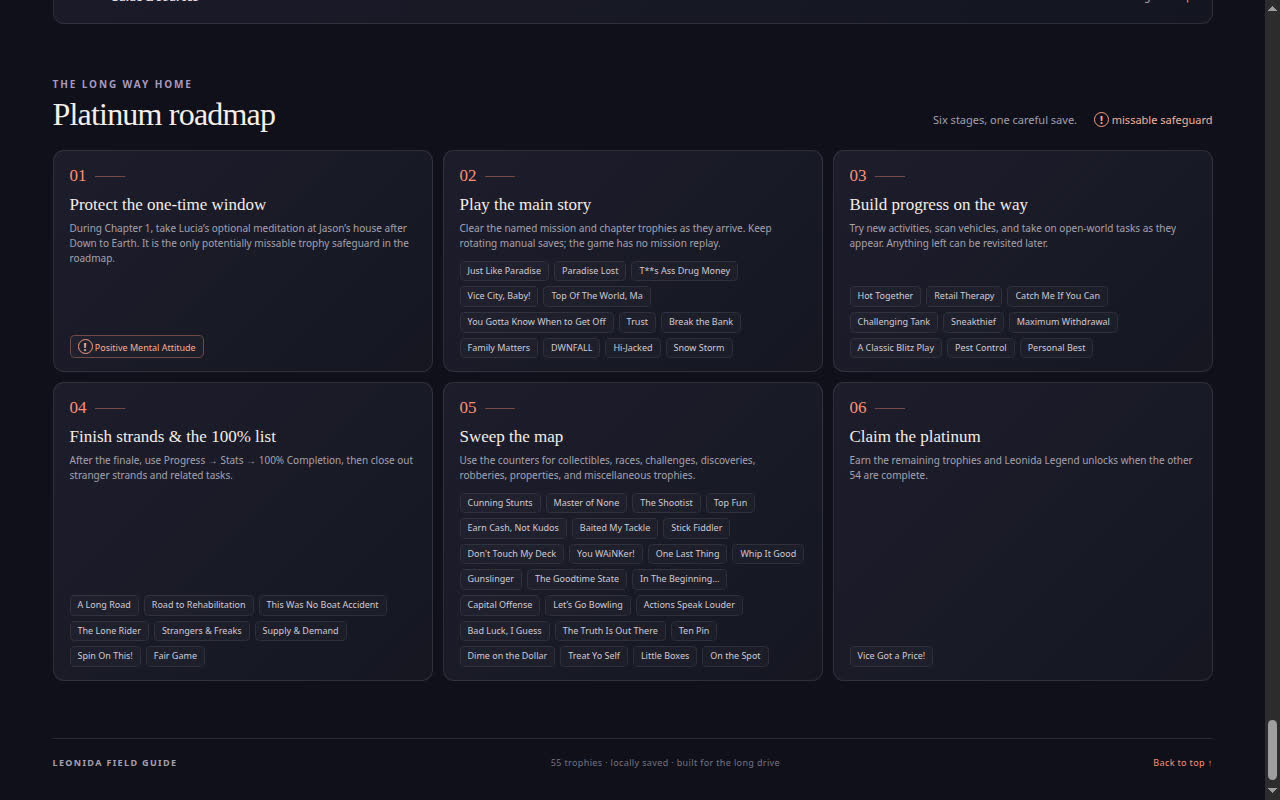 THE LONG WAY HOME
Platinum roadmap
Six stages, one careful save.
! missable safeguard
01
Protect the one-time window
During Chapter 1, take Lucia's optional meditation at Jason's house after
Down to Earth. It is the only potentially missable trophy safeguard in the
roadmap.
! Positive Mental Attitude
02
Play the main story
Clear the named mission and chapter trophies as they arrive. Keep
rotating manual saves; the game has no mission replay.
Just Like Paradise
Paradise Lost
T**s Ass Drug Money
Vice City, Baby!
Top Of The World, Ma
You Gotta Know When to Get Off
Trust
Break the Bank
Family Matters
DWNFALL
Hi-Jacked
Snow Storm
03
Build progress on the way
Try new activities, scan vehicles, and take on open-world tasks as they
appear. Anything left can be revisited later.
Hot Together
Retail Therapy
Catch Me If You Can
Challenging Tank
Sneakthief
Maximum Withdrawal
A Classic Blitz Play
Pest Control
Personal Best
04
Finish strands & the 100% list
After the finale, use Progress → Stats → 100% Completion, then close out
stranger strands and related tasks.
A Long Road
Road to Rehabilitation
This Was No Boat Accident
The Lone Rider
Strangers & Freaks
Supply & Demand
Spin On This!
Fair Game
05
Sweep the map
Use the counters for collectibles, races, challenges, discoveries,
robberies, properties, and miscellaneous trophies.
Cunning Stunts
Master of None
The Shootist
Top Fun
Earn Cash, Not Kudos
Baited My Tackle
Stick Fiddler
Don't Touch My Deck
You WAiNKer!
One Last Thing
Whip It Good
Gunslinger
The Goodtime State
In The Beginning...
Capital Offense
Let's Go Bowling
Actions Speak Louder
Bad Luck, I Guess
The Truth Is Out There
Ten Pin
Dime on the Dollar
Treat Yo Self
Little Boxes
On the Spot
06
Claim the platinum
Earn the remaining trophies and Leonida Legend unlocks when the other
54 are complete.
Vice Got a Price!
LEONIDA FIELD GUIDE
55 trophies · locally saved · built for the long drive
Back to top ↑